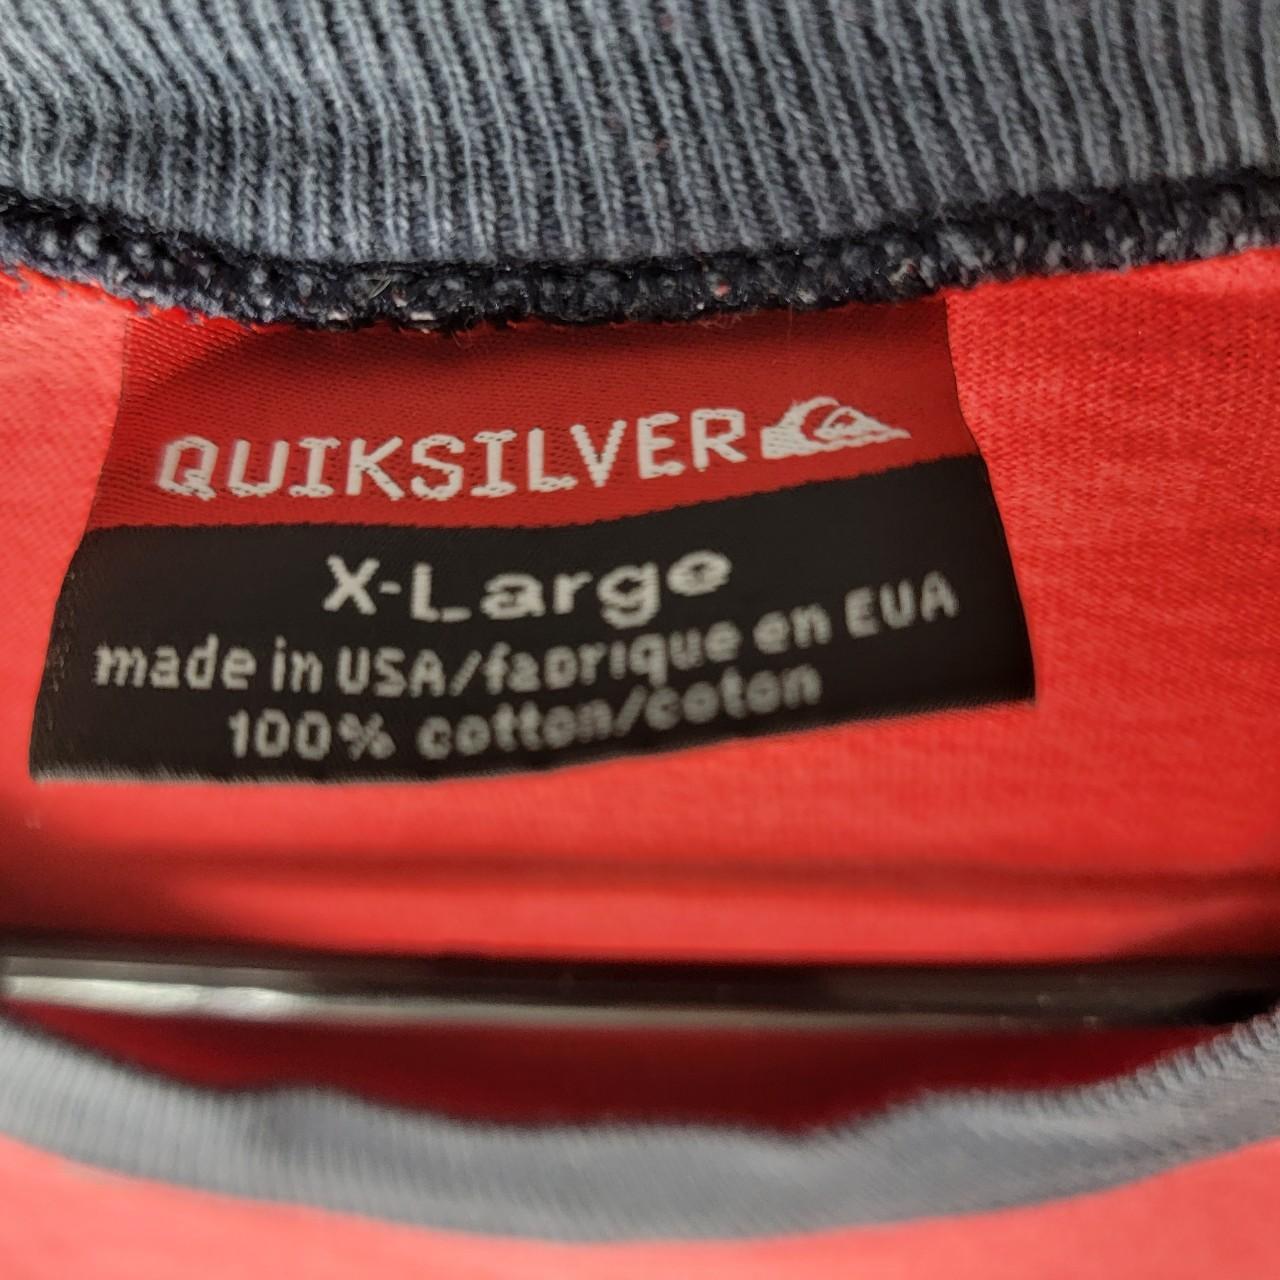 QUIKSILVER
X-Large
made in USA/fabrique en EUA
100% cotton/coton